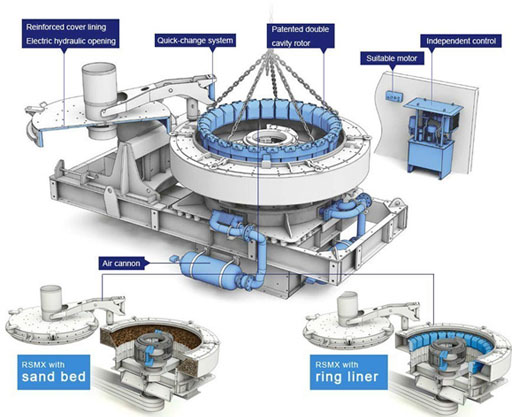 Reinforced cover lining
Electric hydraulic opening
Quick-change system
Patented double
cavity rotor
Independent control
Suitable motor
Air cannon
RSMX with
sand bed
RSMX with
ring liner